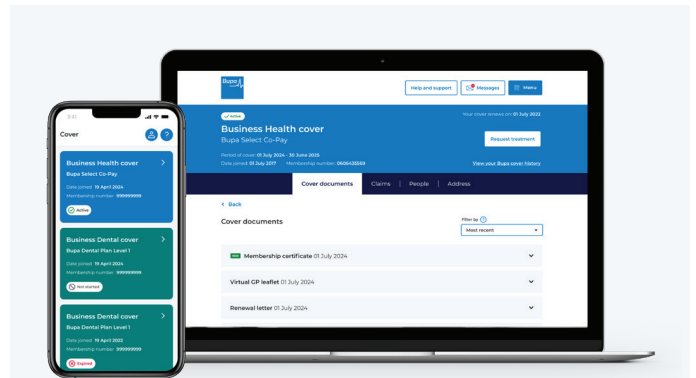 9:41
Cover
Business Health cover
Bupa Select Co-Pay
Date joined 19 April 2024
Membership number 999999999
Active
Business Dental cover
Bupa Dental Plan Level 1
Date joined 19 April 2024
Membership number 999999999
Not started
Business Dental cover
Bupa Dental Plan Level 1
Date joined 19 April 2022
Membership number 999999999
Expired
Bupa
Help and support
Messages
Menu
Active
Your cover renews on: 01 July 2023
Business Health cover
Bupa Select Co-Pay
Request treatment
Period of cover: 01 July 2024 - 30 June 2025
Date joined: 01 July 2017 Membership number: 0606435569
View your Bupa cover history
Cover documents | Claims | People | Address
Back
Cover documents
Filter by ?
Most recent
Membership certificate 01 July 2024
Virtual GP leaflet 01 July 2024
Renewal letter 01 July 2024